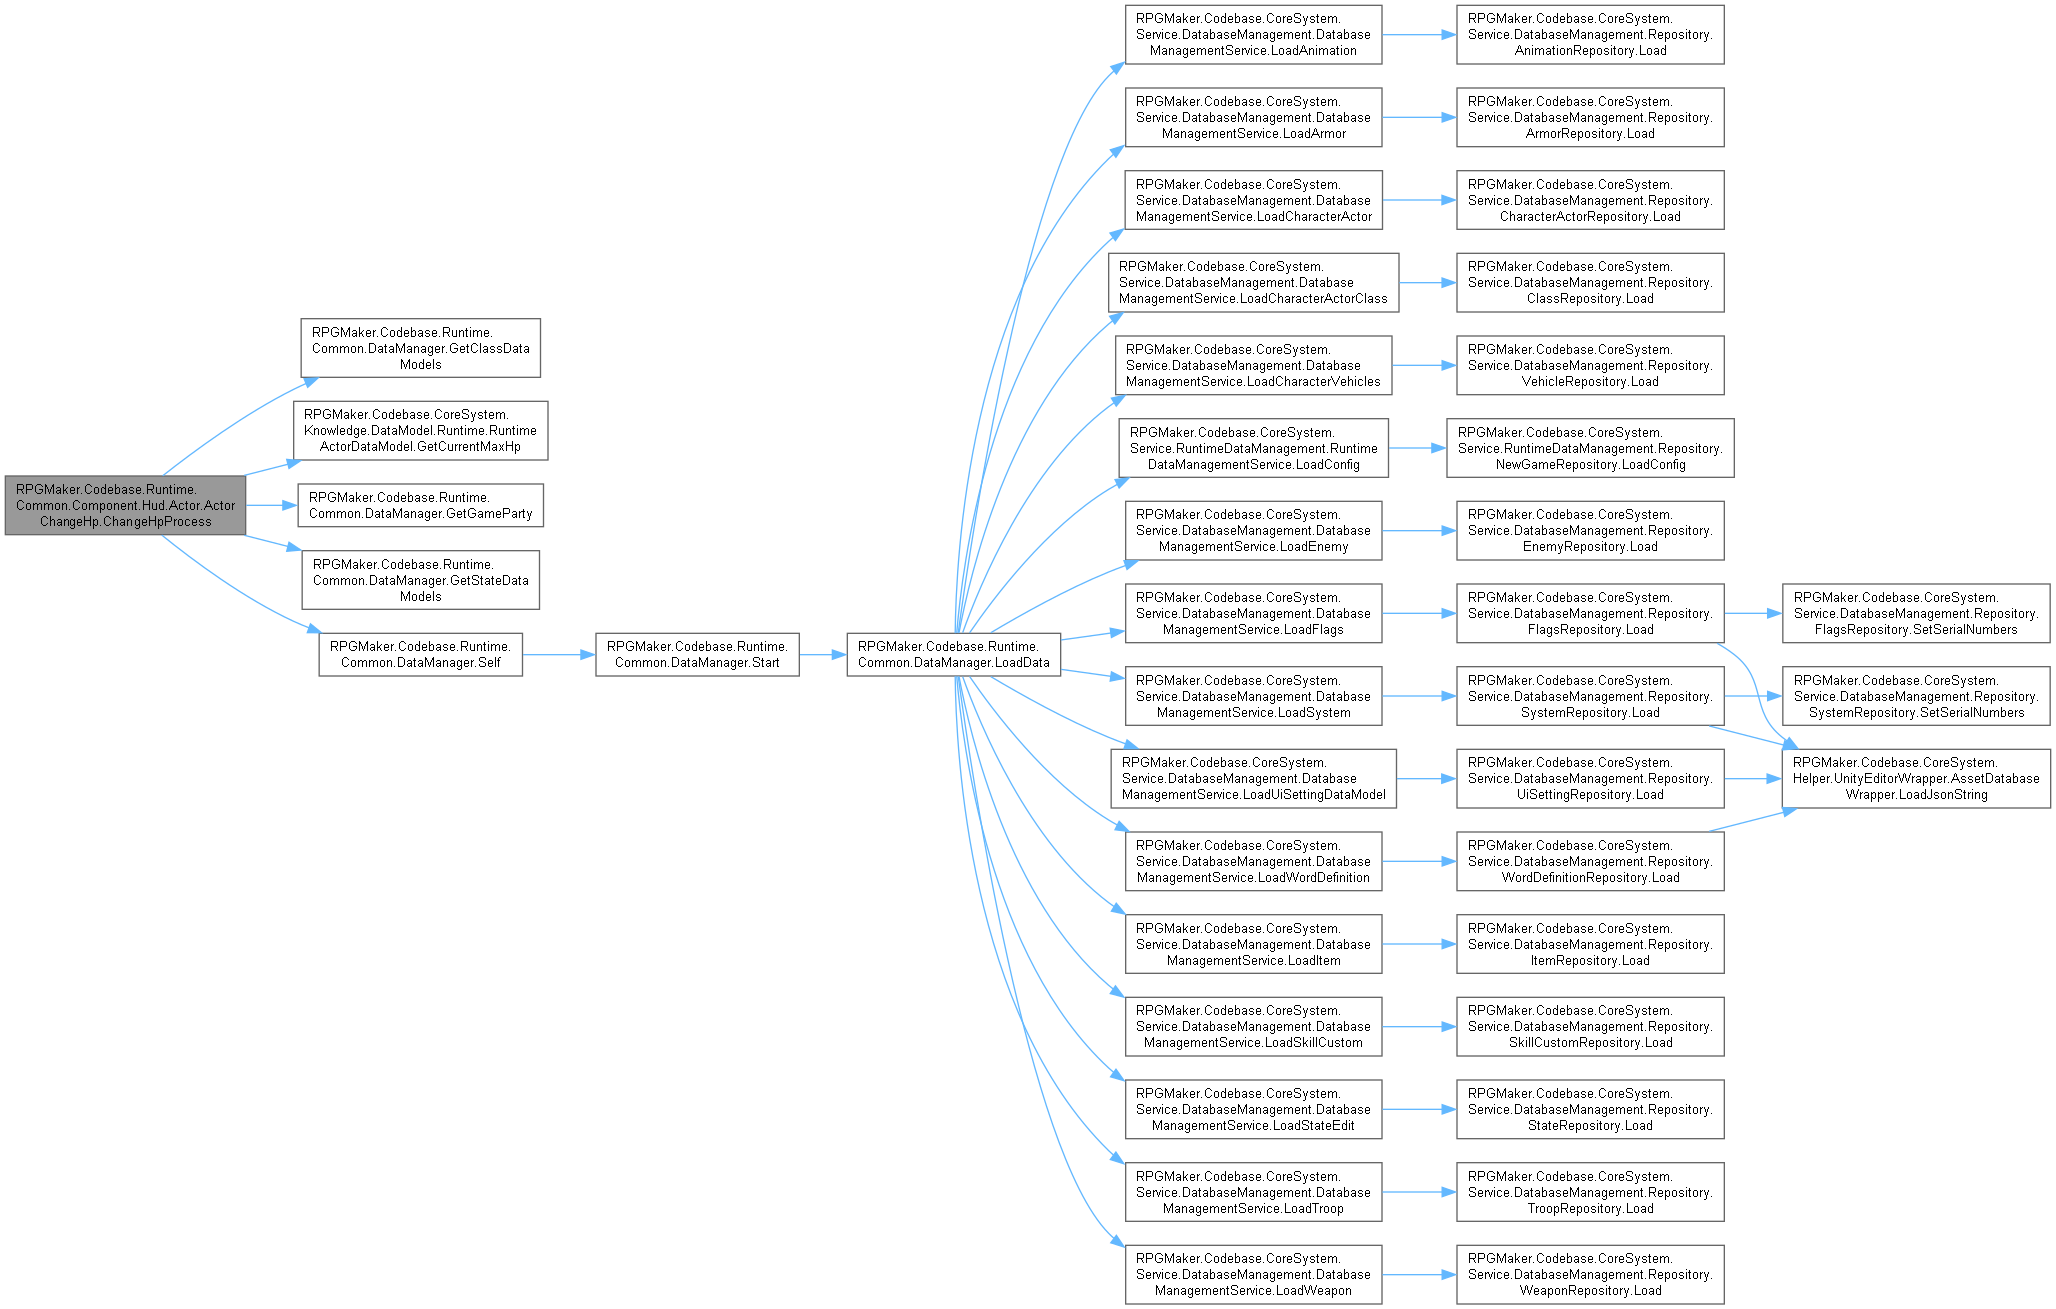 RPGMaker.Codebase.Runtime.
Common.Component.Hud.Actor.Actor
ChangeHp.ChangeHpProcess
RPGMaker.Codebase.Runtime.
Common.DataManager.GetClassData
Models
RPGMaker.Codebase.CoreSystem.
Knowledge.DataModel.Runtime.Runtime
ActorDataModel.GetCurrentMaxHp
RPGMaker.Codebase.Runtime.
Common.DataManager.GetGameParty
RPGMaker.Codebase.Runtime.
Common.DataManager.GetStateData
Models
RPGMaker.Codebase.Runtime.
Common.DataManager.Self
RPGMaker.Codebase.Runtime.
Common.DataManager.Start
RPGMaker.Codebase.Runtime.
Common.DataManager.LoadData
RPGMaker.Codebase.CoreSystem.
Service.DatabaseManagement.Database
ManagementService.LoadAnimation
RPGMaker.Codebase.CoreSystem.
Service.DatabaseManagement.Repository.
AnimationRepository.Load
RPGMaker.Codebase.CoreSystem.
Service.DatabaseManagement.Database
ManagementService.LoadArmor
RPGMaker.Codebase.CoreSystem.
Service.DatabaseManagement.Repository.
ArmorRepository.Load
RPGMaker.Codebase.CoreSystem.
Service.DatabaseManagement.Database
ManagementService.LoadCharacterActor
RPGMaker.Codebase.CoreSystem.
Service.DatabaseManagement.Repository.
CharacterActorRepository.Load
RPGMaker.Codebase.CoreSystem.
Service.DatabaseManagement.Database
ManagementService.LoadCharacterActorClass
RPGMaker.Codebase.CoreSystem.
Service.DatabaseManagement.Repository.
ClassRepository.Load
RPGMaker.Codebase.CoreSystem.
Service.DatabaseManagement.Database
ManagementService.LoadCharacterVehicles
RPGMaker.Codebase.CoreSystem.
Service.DatabaseManagement.Repository.
VehicleRepository.Load
RPGMaker.Codebase.CoreSystem.
Service.RuntimeDataManagement.Runtime
DataManagementService.LoadConfig
RPGMaker.Codebase.CoreSystem.
Service.RuntimeDataManagement.Repository.
NewGameRepository.LoadConfig
RPGMaker.Codebase.CoreSystem.
Service.DatabaseManagement.Database
ManagementService.LoadEnemy
RPGMaker.Codebase.CoreSystem.
Service.DatabaseManagement.Repository.
EnemyRepository.Load
RPGMaker.Codebase.CoreSystem.
Service.DatabaseManagement.Database
ManagementService.LoadFlags
RPGMaker.Codebase.CoreSystem.
Service.DatabaseManagement.Repository.
FlagsRepository.Load
RPGMaker.Codebase.CoreSystem.
Service.DatabaseManagement.Repository.
FlagsRepository.SetSerialNumbers
RPGMaker.Codebase.CoreSystem.
Service.DatabaseManagement.Database
ManagementService.LoadSystem
RPGMaker.Codebase.CoreSystem.
Service.DatabaseManagement.Repository.
SystemRepository.Load
RPGMaker.Codebase.CoreSystem.
Service.DatabaseManagement.Repository.
SystemRepository.SetSerialNumbers
RPGMaker.Codebase.CoreSystem.
Service.DatabaseManagement.Database
ManagementService.LoadUiSettingDataModel
RPGMaker.Codebase.CoreSystem.
Service.DatabaseManagement.Repository.
UiSettingRepository.Load
RPGMaker.Codebase.CoreSystem.
Helper.UnityEditorWrapper.AssetDatabase
Wrapper.LoadJsonString
RPGMaker.Codebase.CoreSystem.
Service.DatabaseManagement.Database
ManagementService.LoadWordDefinition
RPGMaker.Codebase.CoreSystem.
Service.DatabaseManagement.Repository.
WordDefinitionRepository.Load
RPGMaker.Codebase.CoreSystem.
Service.DatabaseManagement.Database
ManagementService.LoadItem
RPGMaker.Codebase.CoreSystem.
Service.DatabaseManagement.Repository.
ItemRepository.Load
RPGMaker.Codebase.CoreSystem.
Service.DatabaseManagement.Database
ManagementService.LoadSkillCustom
RPGMaker.Codebase.CoreSystem.
Service.DatabaseManagement.Repository.
SkillCustomRepository.Load
RPGMaker.Codebase.CoreSystem.
Service.DatabaseManagement.Database
ManagementService.LoadStateEdit
RPGMaker.Codebase.CoreSystem.
Service.DatabaseManagement.Repository.
StateRepository.Load
RPGMaker.Codebase.CoreSystem.
Service.DatabaseManagement.Database
ManagementService.LoadTroop
RPGMaker.Codebase.CoreSystem.
Service.DatabaseManagement.Repository.
TroopRepository.Load
RPGMaker.Codebase.CoreSystem.
Service.DatabaseManagement.Database
ManagementService.LoadWeapon
RPGMaker.Codebase.CoreSystem.
Service.DatabaseManagement.Repository.
WeaponRepository.Load